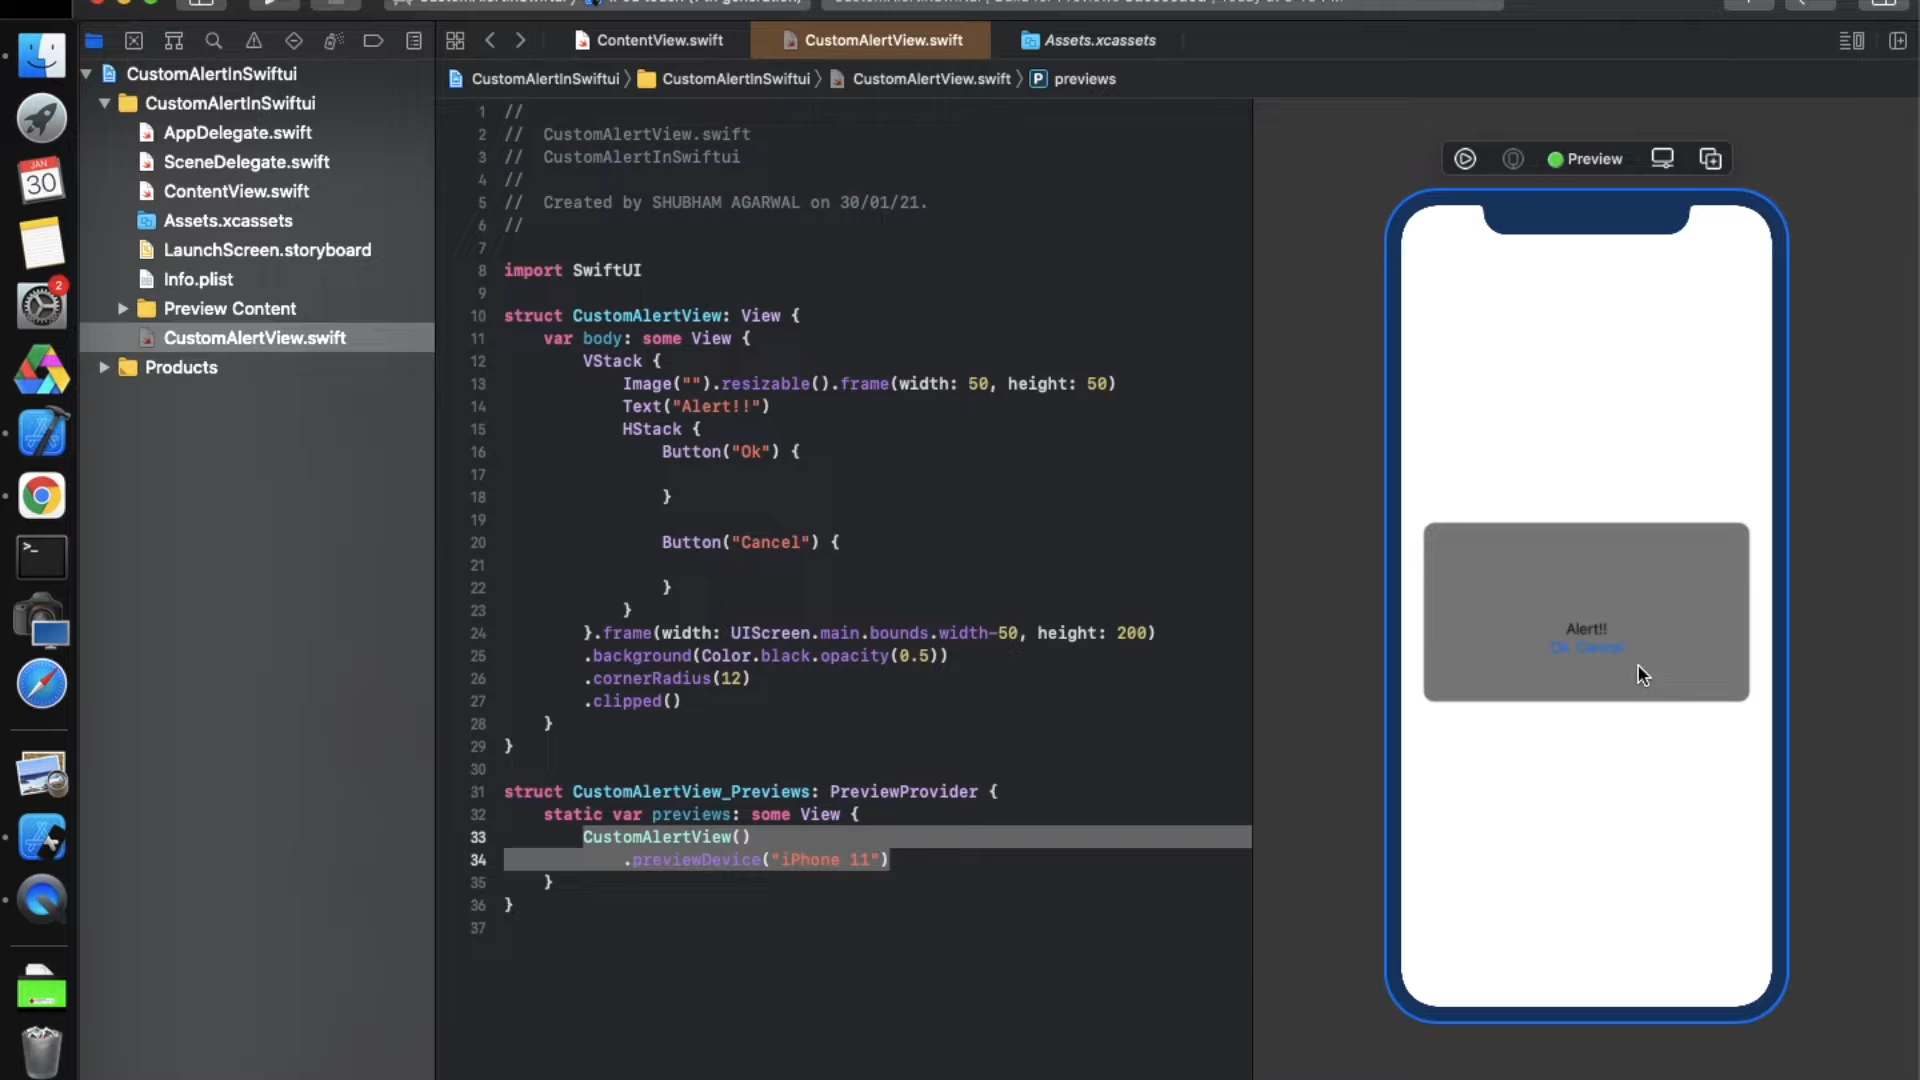 ContentView.swift
CustomAlertView.swift
Assets.xcassets
CustomAlertInSwiftui
CustomAlertInSwiftui
CustomAlertView.swift
previews
CustomAlertInSwiftui
CustomAlertInSwiftui
AppDelegate.swift
SceneDelegate.swift
ContentView.swift
Assets.xcassets
LaunchScreen.storyboard
Info.plist
Preview Content
CustomAlertView.swift
Products
JAN
30
2
1 //
2 // CustomAlertView.swift
3 // CustomAlertInSwiftui
4 //
5 // Created by SHUBHAM AGARWAL on 30/01/21.
6 //
7
8 import SwiftUI
9
10 struct CustomAlertView: View {
11 var body: some View {
12 VStack {
13 Image("").resizable().frame(width: 50, height: 50)
14 Text("Alert!!")
15 HStack {
16 Button("Ok") {
17
18 }
19
20 Button("Cancel") {
21
22 }
23 }
24 }.frame(width: UIScreen.main.bounds.width-50, height: 200)
25 .background(Color.black.opacity(0.5))
26 .cornerRadius(12)
27 .clipped()
28 }
29 }
30
31 struct CustomAlertView_Previews: PreviewProvider {
32 static var previews: some View {
33 CustomAlertView()
34 .previewDevice("iPhone 11")
35 }
36 }
37
Preview
Alert!!
Ok Cancel